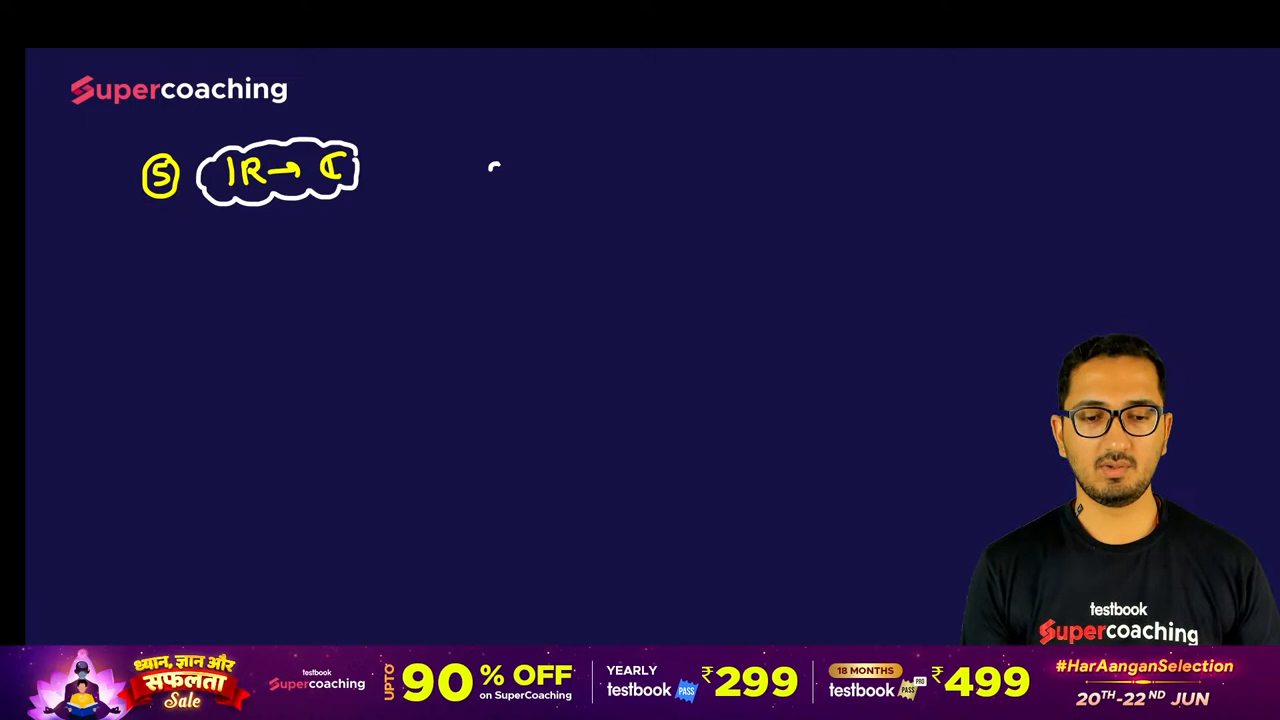 Supercoaching
⑤ ℝ → ℂ
testbook
Supercoaching
ध्यान, ज्ञान और
सफलता
Sale
testbook
Supercoaching
UPTO
90 % OFF
on SuperCoaching
YEARLY
testbook PASS
₹299
18 MONTHS
testbook PASS PRO
₹499
#HarAanganSelection
20TH-22ND JUN